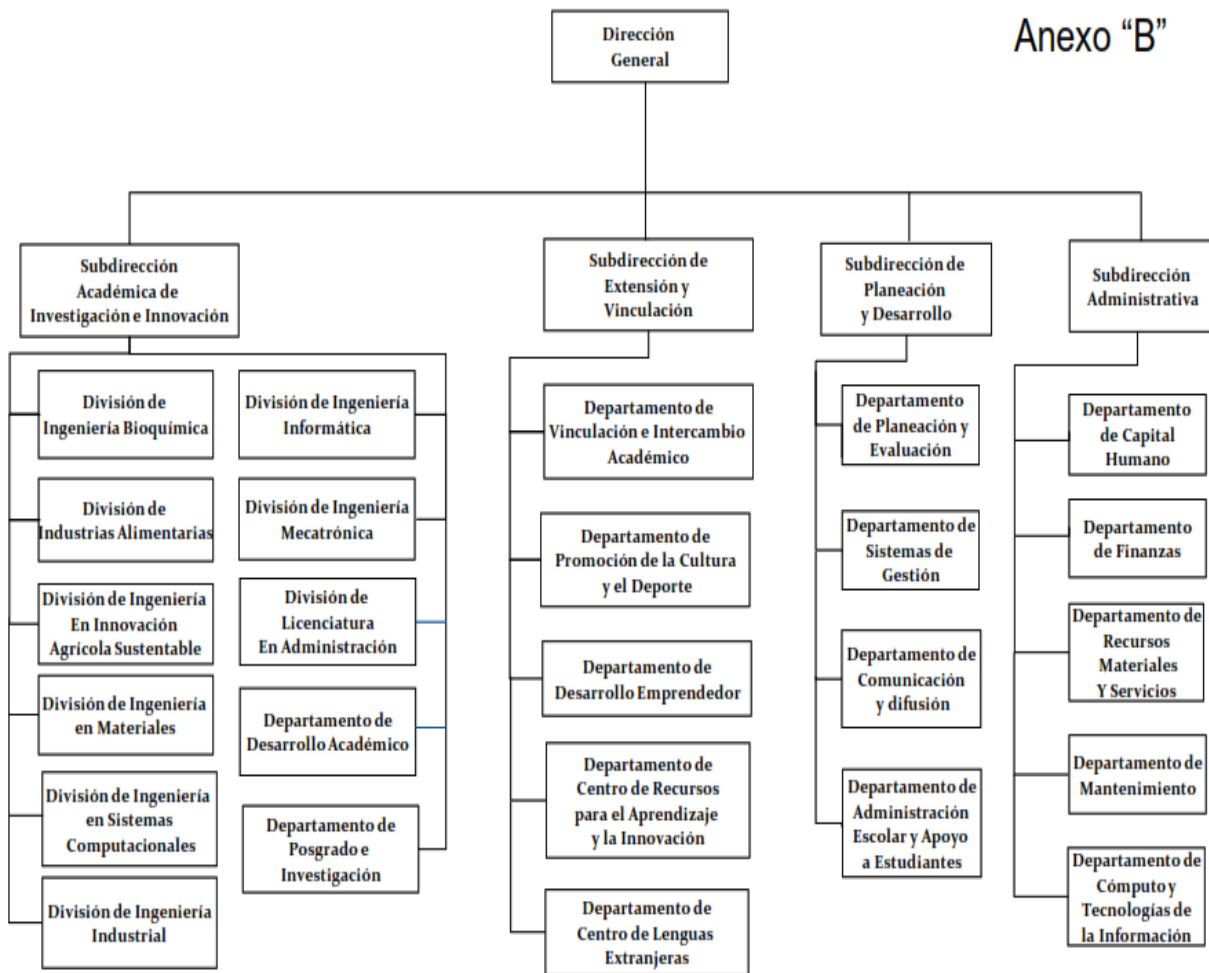 Anexo “B”
Dirección
General
Subdirección
Académica de
Investigación e Innovación
División de
Ingeniería Bioquímica
División de
Industrias Alimentarias
División de Ingeniería
En Innovación
Agrícola Sustentable
División de Ingeniería
en Materiales
División de Ingeniería
en Sistemas
Computacionales
División de Ingeniería
Industrial
División de Ingeniería
Informática
División de Ingeniería
Mecatrónica
División de
Licenciatura
En Administración
Departamento de
Desarrollo Académico
Departamento de
Posgrado e
Investigación
Subdirección de
Extensión y
Vinculación
Departamento de
Vinculación e Intercambio
Académico
Departamento de
Promoción de la Cultura
y el Deporte
Departamento de
Desarrollo Emprendedor
Departamento de
Centro de Recursos
para el Aprendizaje
y la Innovación
Departamento de
Centro de Lenguas
Extranjeras
Subdirección de
Planeación
y Desarrollo
Departamento
de Planeación y
Evaluación
Departamento de
Sistemas de
Gestión
Departamento de
Comunicación
y difusión
Departamento de
Administración
Escolar y Apoyo
a Estudiantes
Subdirección
Administrativa
Departamento
de Capital
Humano
Departamento
de Finanzas
Departamento de
Recursos
Materiales
Y Servicios
Departamento de
Mantenimiento
Departamento de
Cómputo y
Tecnologías de
la Información